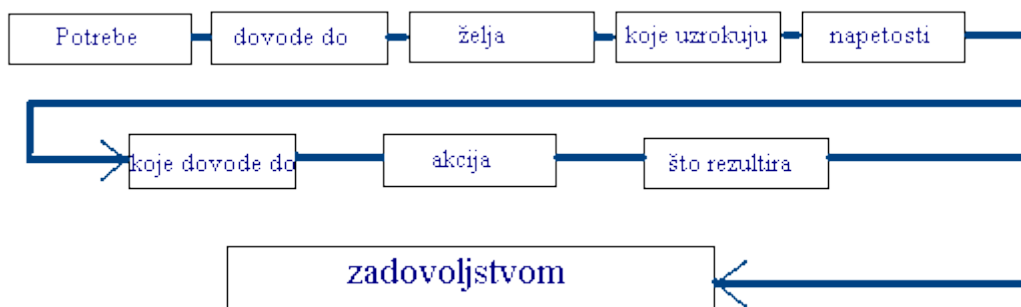 Potrebe dovode do želja koje uzrokuju napetosti
koje dovode do akcija što rezultira
zadovoljstvom